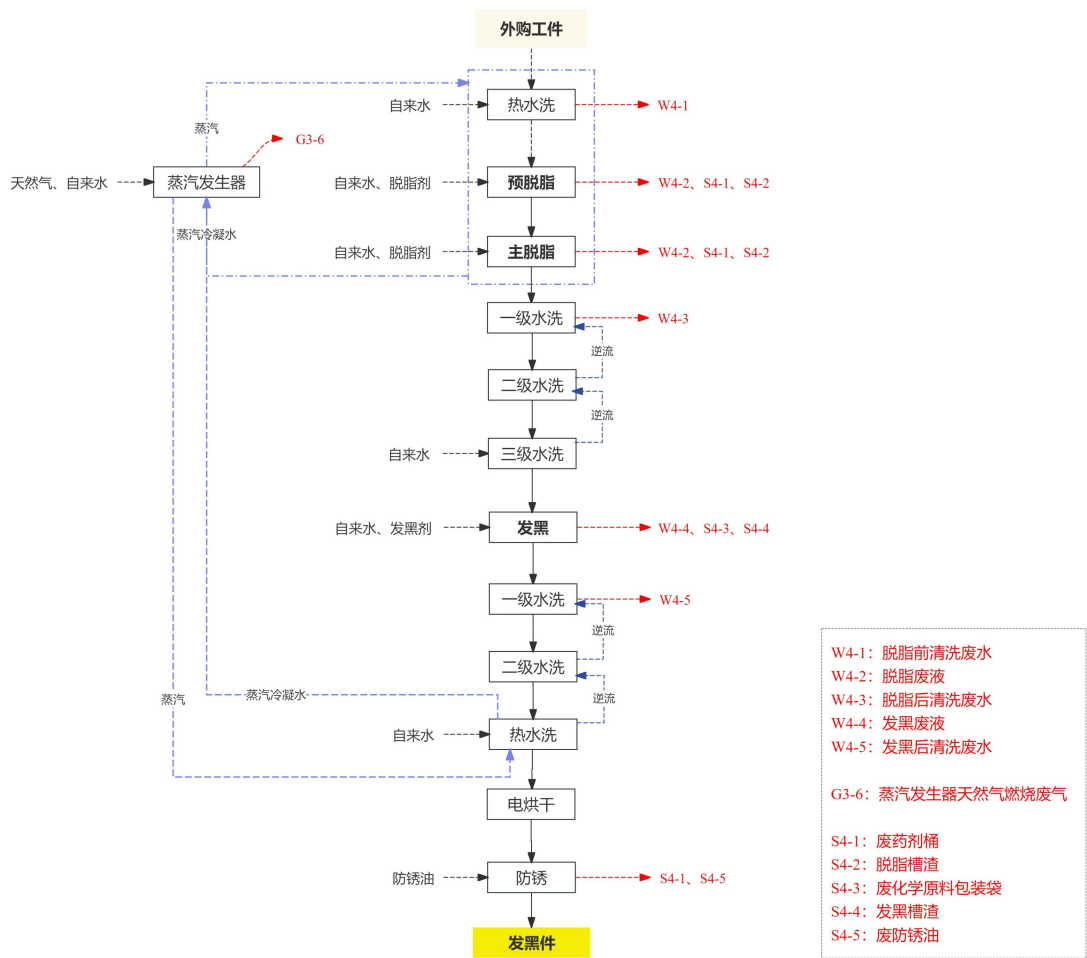 外购工件
自来水
热水洗
W4-1
蒸汽
G3-6
天然气、自来水
蒸汽发生器
自来水、脱脂剂
预脱脂
W4-2、S4-1、S4-2
蒸汽冷凝水
自来水、脱脂剂
主脱脂
W4-2、S4-1、S4-2
一级水洗
W4-3
逆流
二级水洗
逆流
自来水
三级水洗
自来水、发黑剂
发黑
W4-4、S4-3、S4-4
一级水洗
W4-5
逆流
二级水洗
蒸汽
蒸汽冷凝水
逆流
自来水
热水洗
电烘干
防锈油
防锈
S4-1、S4-5
发黑件
W4-1：脱脂前清洗废水
W4-2：脱脂废液
W4-3：脱脂后清洗废水
W4-4：发黑废液
W4-5：发黑后清洗废水
G3-6：蒸汽发生器天然气燃烧废气
S4-1：废药剂桶
S4-2：脱脂槽渣
S4-3：废化学原料包装袋
S4-4：发黑槽渣
S4-5：废防锈油